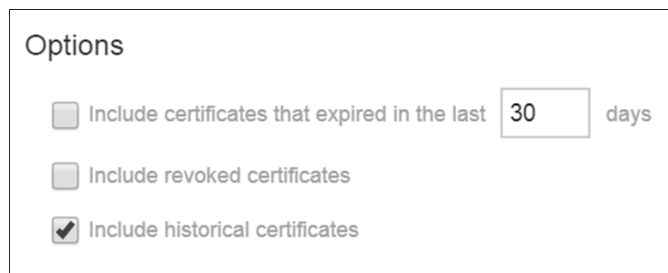 Options
Include certificates that expired in the last 30 days
Include revoked certificates
Include historical certificates